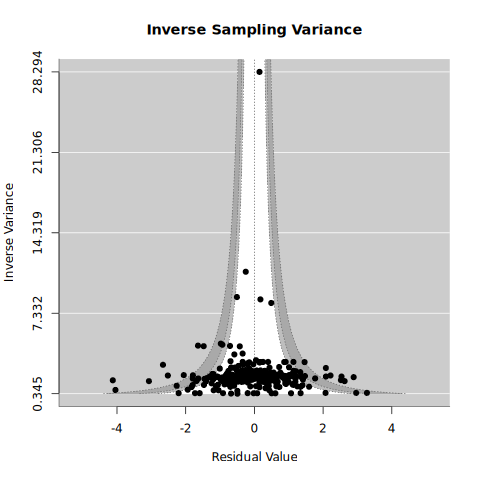 Inverse Sampling Variance
28.294
21.306
14.319
7.332
0.345
Inverse Variance
-4 -2 0 2 4
Residual Value